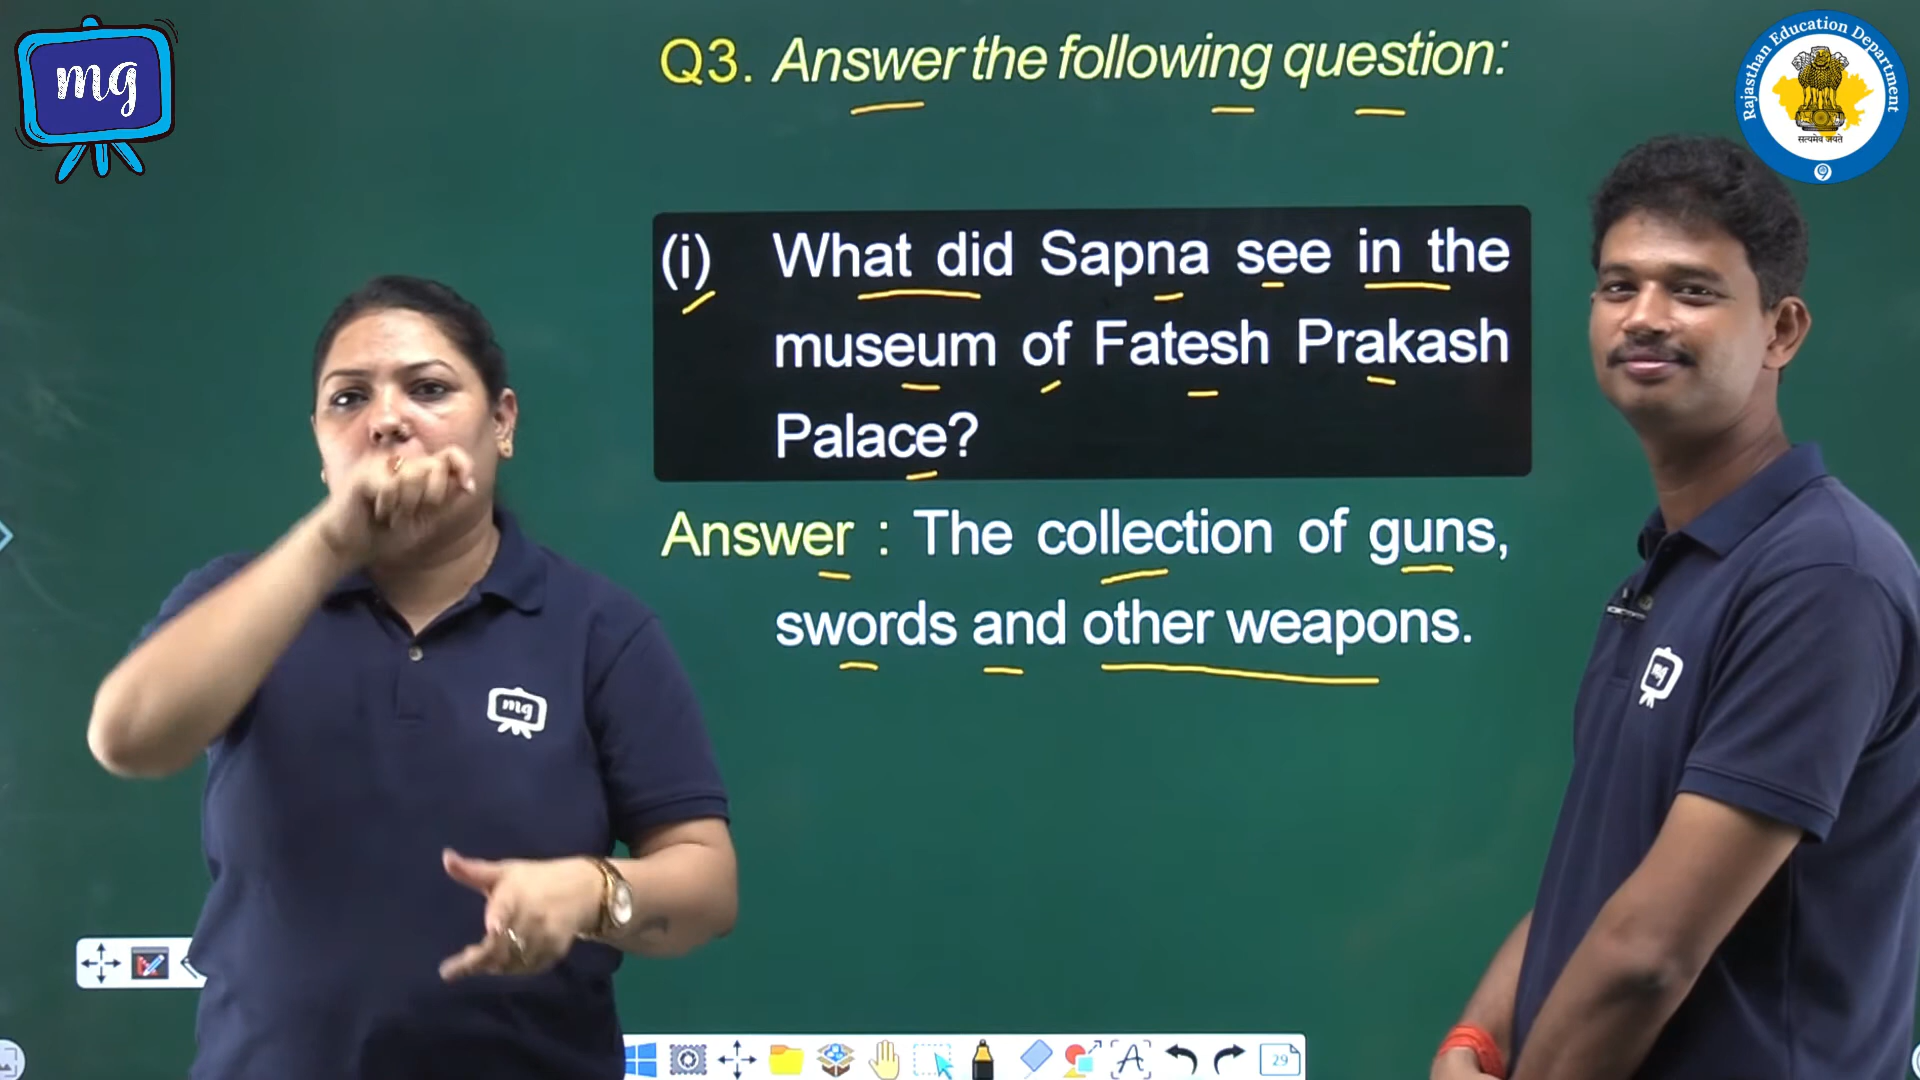 mg
Q3. Answer the following question:
Rajasthan Education Department
सत्यमेव जयते
(i) What did Sapna see in the
museum of Fatesh Prakash
Palace?
Answer : The collection of guns,
swords and other weapons.
mg
mg
29